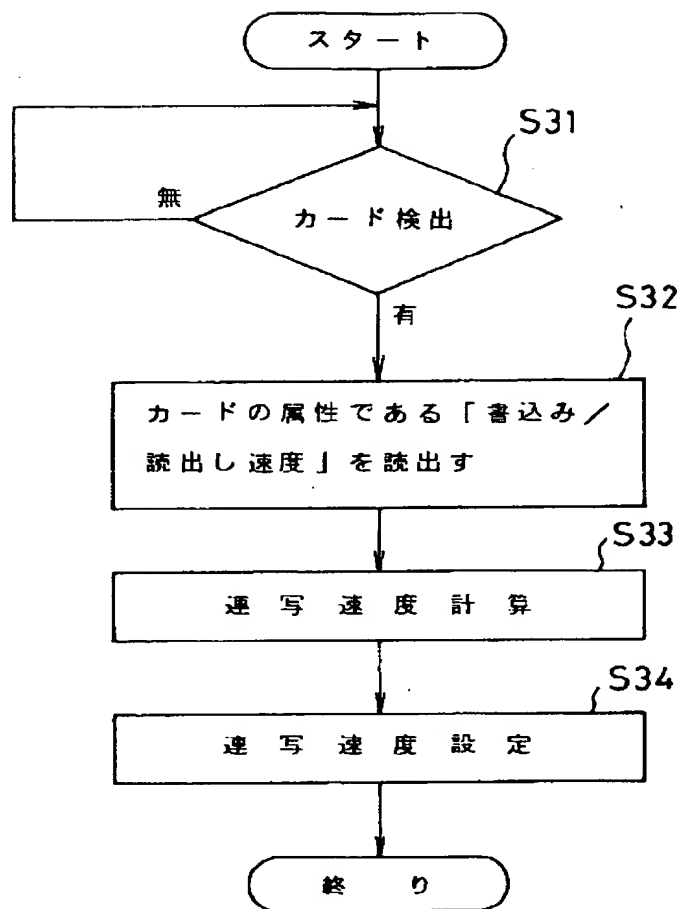 スタート
S31
無
カード検出
有
S32
カードの属性である「書込み/
読出し速度」を読出す
S33
連写速度計算
S34
連写速度設定
終り